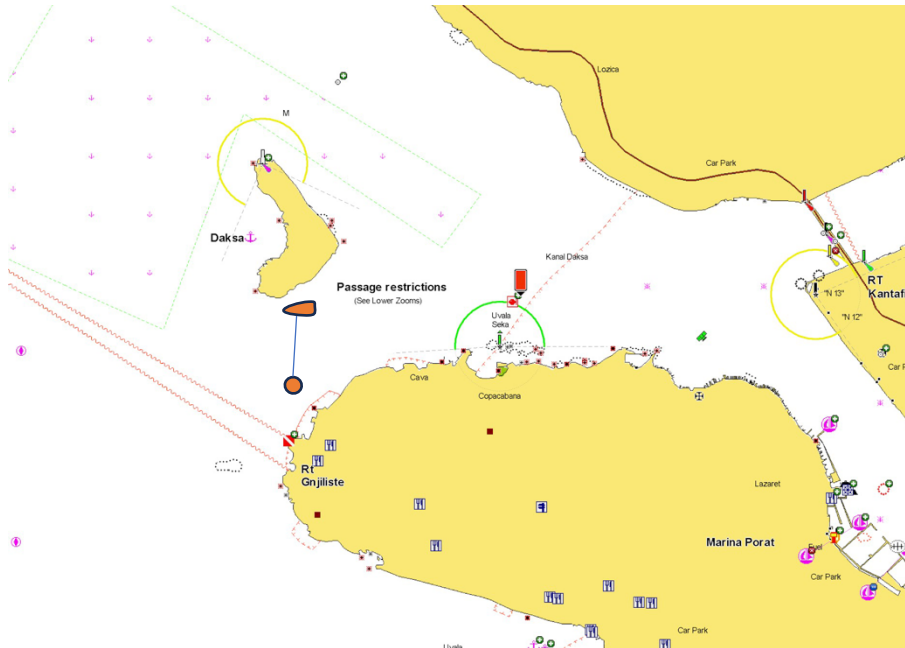 Lozica
M
Car Park
Daksa
Kanal Daksa
RT
Kantafi
Passage restrictions
(See Lower Zooms)
"N 13"
Uvala
Seka
"N 12"
Car P
Cava
Copacabana
Rt
Gnjiliste
Lazaret
Marina Porat
Fuel
Car Park
Car Park
Uvala